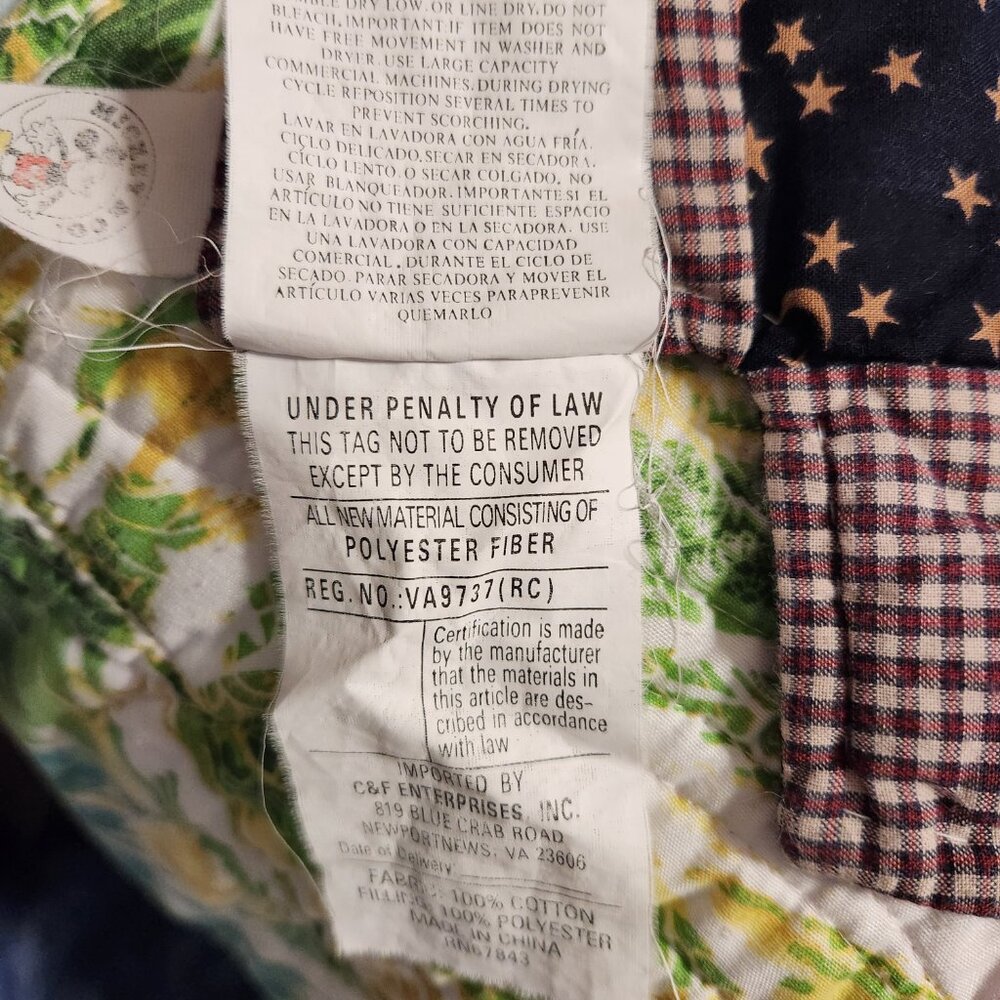 DRY LOW. OR LINE DRY. DO NOT
BLEACH. IMPORTANT IF ITEM DOES NOT
HAVE FREE MOVEMENT IN WASHER AND
DRYER. USE LARGE CAPACITY
COMMERCIAL MACHINES. DURING DRYING
CYCLE REPOSITION SEVERAL TIMES TO
PREVENT SCORCHING.
LAVAR EN LAVADORA CON AGUA FRÍA.
CICLO DELICADO. SECAR EN SECADORA.
CÍCLO LENTO. O SECAR COLGADO. NO
USAR BLANQUEADOR. IMPORTANTE SI EL
ARTÍCULO NO TIENE SUFICIENTE ESPACIO
EN LA LAVADORA O EN LA SECADORA. USE
UNA LAVADORA CON CAPACIDAD
COMERCIAL. DURANTE EL CICLO DE
SECADO. PARAR SECADORA Y MOVER EL
ARTÍCULO VARIAS VECES PARAPREVENIR
QUEMARLO
UNDER PENALTY OF LAW
THIS TAG NOT TO BE REMOVED
EXCEPT BY THE CONSUMER
ALL NEW MATERIAL CONSISTING OF
POLYESTER FIBER
REG. NO.:VA9737(RC)
Certification is made
by the manufacturer
that the materials in
this article are des-
cribed in accordance
with law
IMPORTED BY
C&F ENTERPRISES, INC.
819 BLUE CRAB ROAD
NEWPORTNEWS, VA 23606
Date of Delivery
FABRIC: 100% COTTON
FILLING: 100% POLYESTER
MADE IN CHINA
RN67843